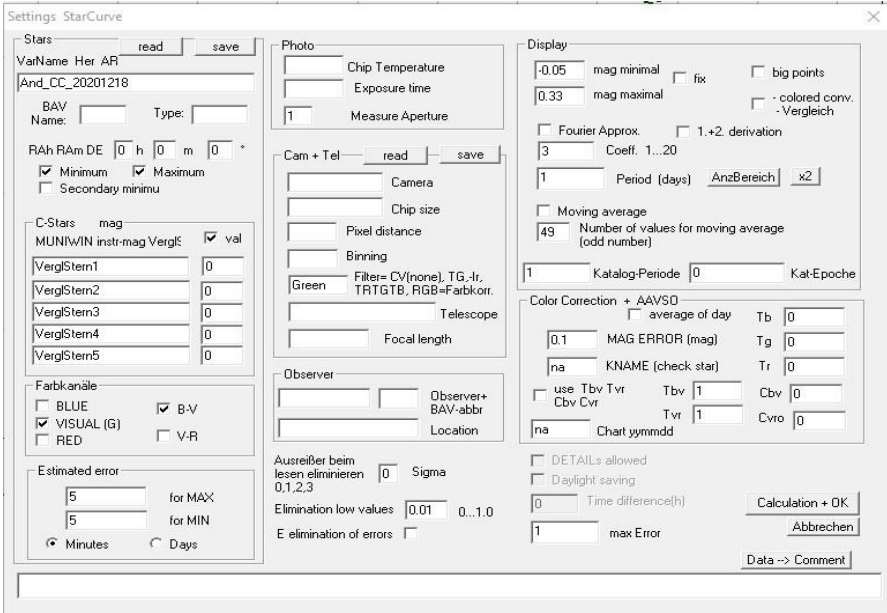 Settings StarCurve
Stars
read
save
VarName Her AR
And_CC_20201218
BAV Name:
Type:
RAh RAm DE 0 h 0 m 0 °
Minimum
Maximum
Secondary minimu
C-Stars mag
MUNIWIN instr-mag VerglS
val
VerglStern1 0
VerglStern2 0
VerglStern3 0
VerglStern4 0
VerglStern5 0
Farbkanäle
BLUE
VISUAL (G)
RED
B-V
V-R
Estimated error
5 for MAX
5 for MIN
Minutes
Days
Photo
Chip Temperature
Exposure time
1 Measure Aperture
Cam + Tel
read
save
Camera
Chip size
Pixel distance
Binning
Green
Filter= CV(none), TG,-Ir,
TRTGTB, RGB=Farbkorr.
Telescope
Focal length
Observer
Observer+
BAV-abbr
Location
Ausreißer beim
lesen eliminieren
0,1,2,3
0 Sigma
Elimination low values 0.01 0...1.0
E elimination of errors
Display
-0.05 mag minimal
0.33 mag maximal
fix
big points
- colored conv.
- Vergleich
Fourier Approx.
1.+2. derivation
3 Coeff. 1...20
1 Period (days)
AnzBereich
x2
Moving average
49 Number of values for moving average
(odd number)
1 Katalog-Periode 0 Kat-Epoche
Color Correction + AAVSO
average of day
0.1 MAG ERROR (mag)
na KNAME (check star)
use Tbv Tvr
Cbv Cvr
na Chart yymmdd
Tb 0
Tg 0
Tr 0
Tbv 1
Tvr 1
Cbv 0
Cvro 0
DETAILs allowed
Daylight saving
0 Time difference(h)
1 max Error
Calculation + OK
Abbrechen
Data --> Comment